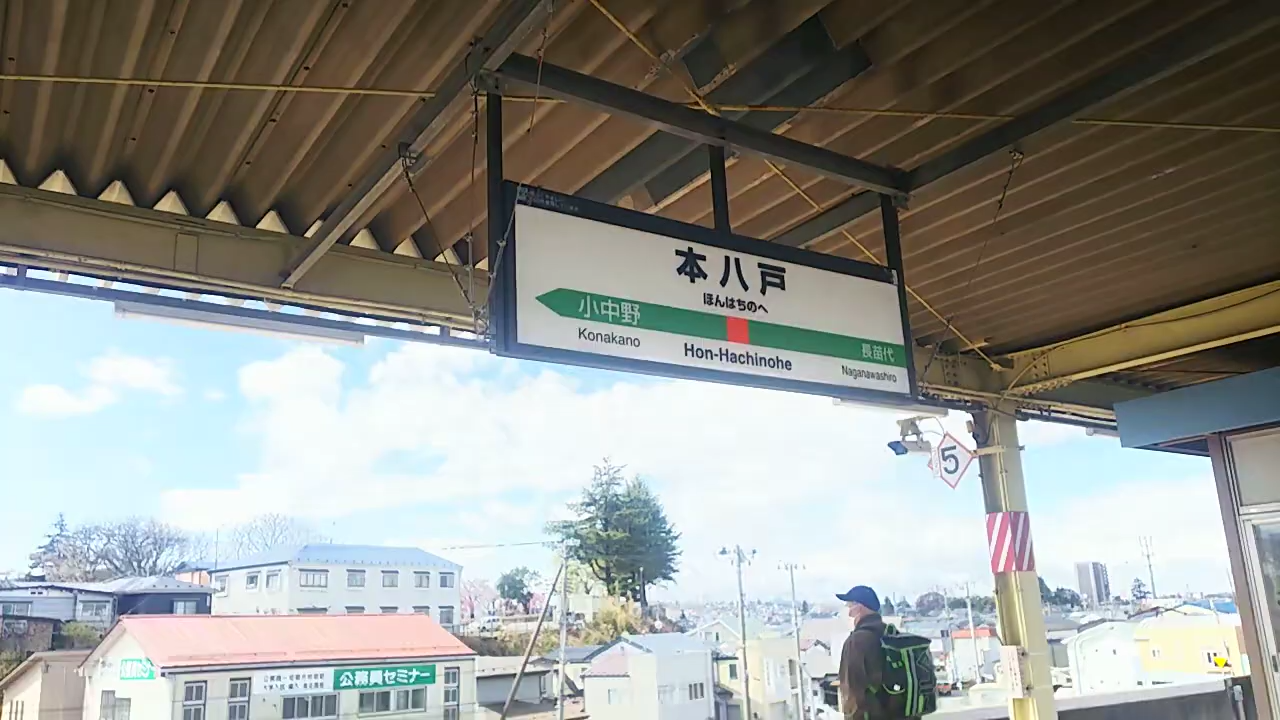 本八戸
ほんはちのへ
小中野
長苗代
Konakano
Hon-Hachinohe
Naganawashiro
5
公務員セミナー